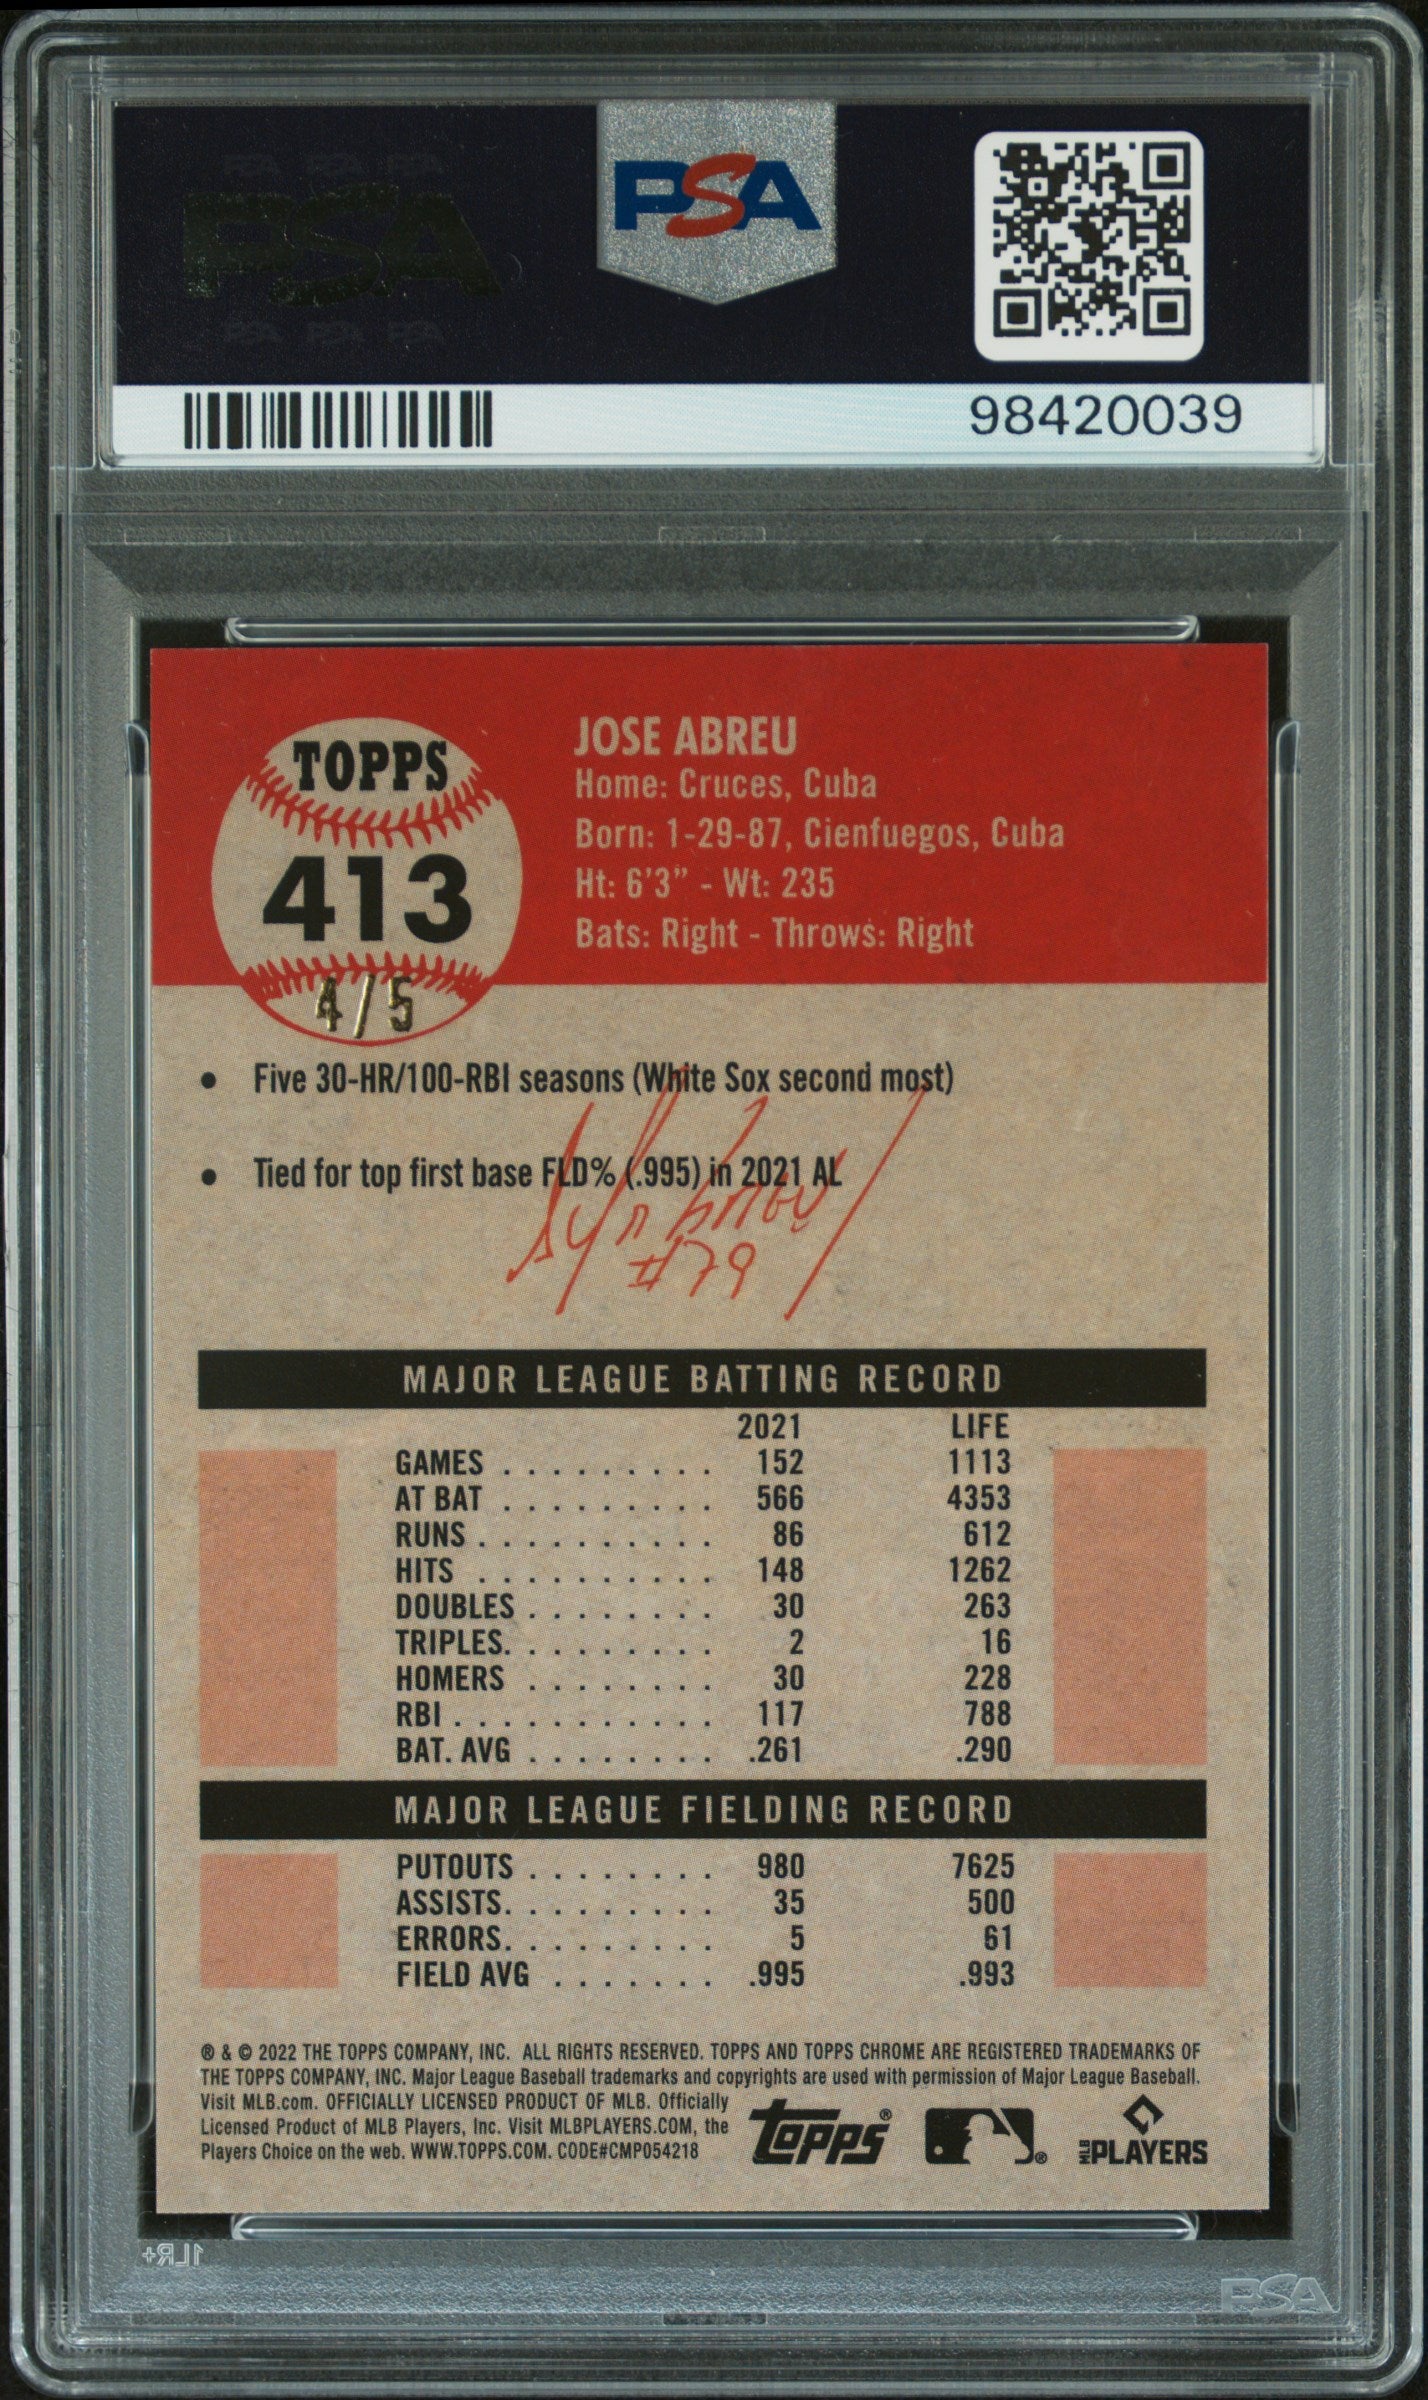 PSA PSA PSA
PSA
PSA PSA PSA
PSA
98420039
TOPPS
413
4/5
JOSE ABREU
Home: Cruces, Cuba
Born: 1-29-87, Cienfuegos, Cuba
Ht: 6'3" - Wt: 235
Bats: Right - Throws: Right
• Five 30-HR/100-RBI seasons (White Sox second most)
• Tied for top first base FLD% (.995) in 2021 AL
#79
MAJOR LEAGUE BATTING RECORD
2021 LIFE
GAMES . . . . . . . . . 152 1113
AT BAT . . . . . . . . . 566 4353
RUNS . . . . . . . . . . 86 612
HITS . . . . . . . . . . 148 1262
DOUBLES . . . . . . . . 30 263
TRIPLES. . . . . . . . . 2 16
HOMERS . . . . . . . . 30 228
RBI . . . . . . . . . . . 117 788
BAT. AVG . . . . . . . . .261 .290
MAJOR LEAGUE FIELDING RECORD
PUTOUTS . . . . . . . . 980 7625
ASSISTS. . . . . . . . . 35 500
ERRORS. . . . . . . . . 5 61
FIELD AVG . . . . . . . .995 .993
® & © 2022 THE TOPPS COMPANY, INC. ALL RIGHTS RESERVED. TOPPS AND TOPPS CHROME ARE REGISTERED TRADEMARKS OF
THE TOPPS COMPANY, INC. Major League Baseball trademarks and copyrights are used with permission of Major League Baseball.
Visit MLB.com. OFFICIALLY LICENSED PRODUCT OF MLB. Officially
Licensed Product of MLB Players, Inc. Visit MLBPLAYERS.COM, the
Players Choice on the web. WWW.TOPPS.COM. CODE#CMP054218
topps®
®
MLB PLAYERS
1LR+
PSA